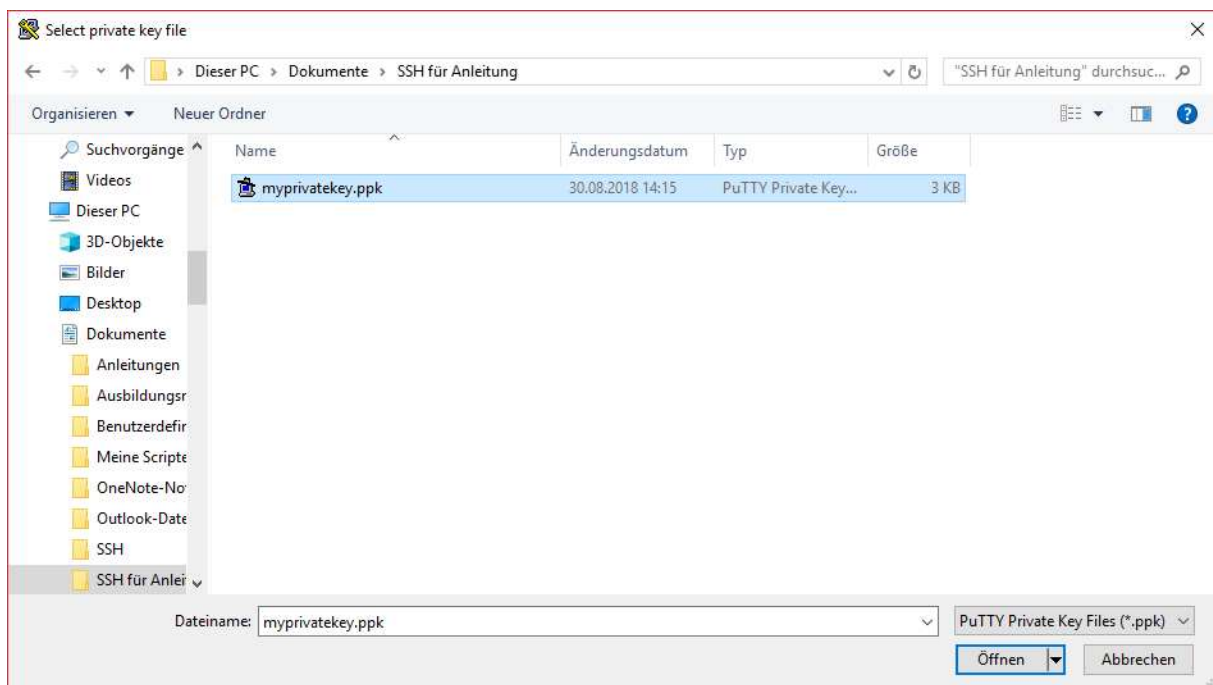 Select private key file
Dieser PC > Dokumente > SSH für Anleitung
"SSH für Anleitung" durchsuc...
Organisieren Neuer Ordner
Name Änderungsdatum Typ Größe
myprivatekey.ppk 30.08.2018 14:15 PuTTY Private Key... 3 KB
Suchvorgänge
Videos
Dieser PC
3D-Objekte
Bilder
Desktop
Dokumente
Anleitungen
Ausbildungsr
Benutzerdefir
Meine Scripte
OneNote-No
Outlook-Date
SSH
SSH für Anlei
Dateiname: myprivatekey.ppk
PuTTY Private Key Files (*.ppk)
Öffnen Abbrechen